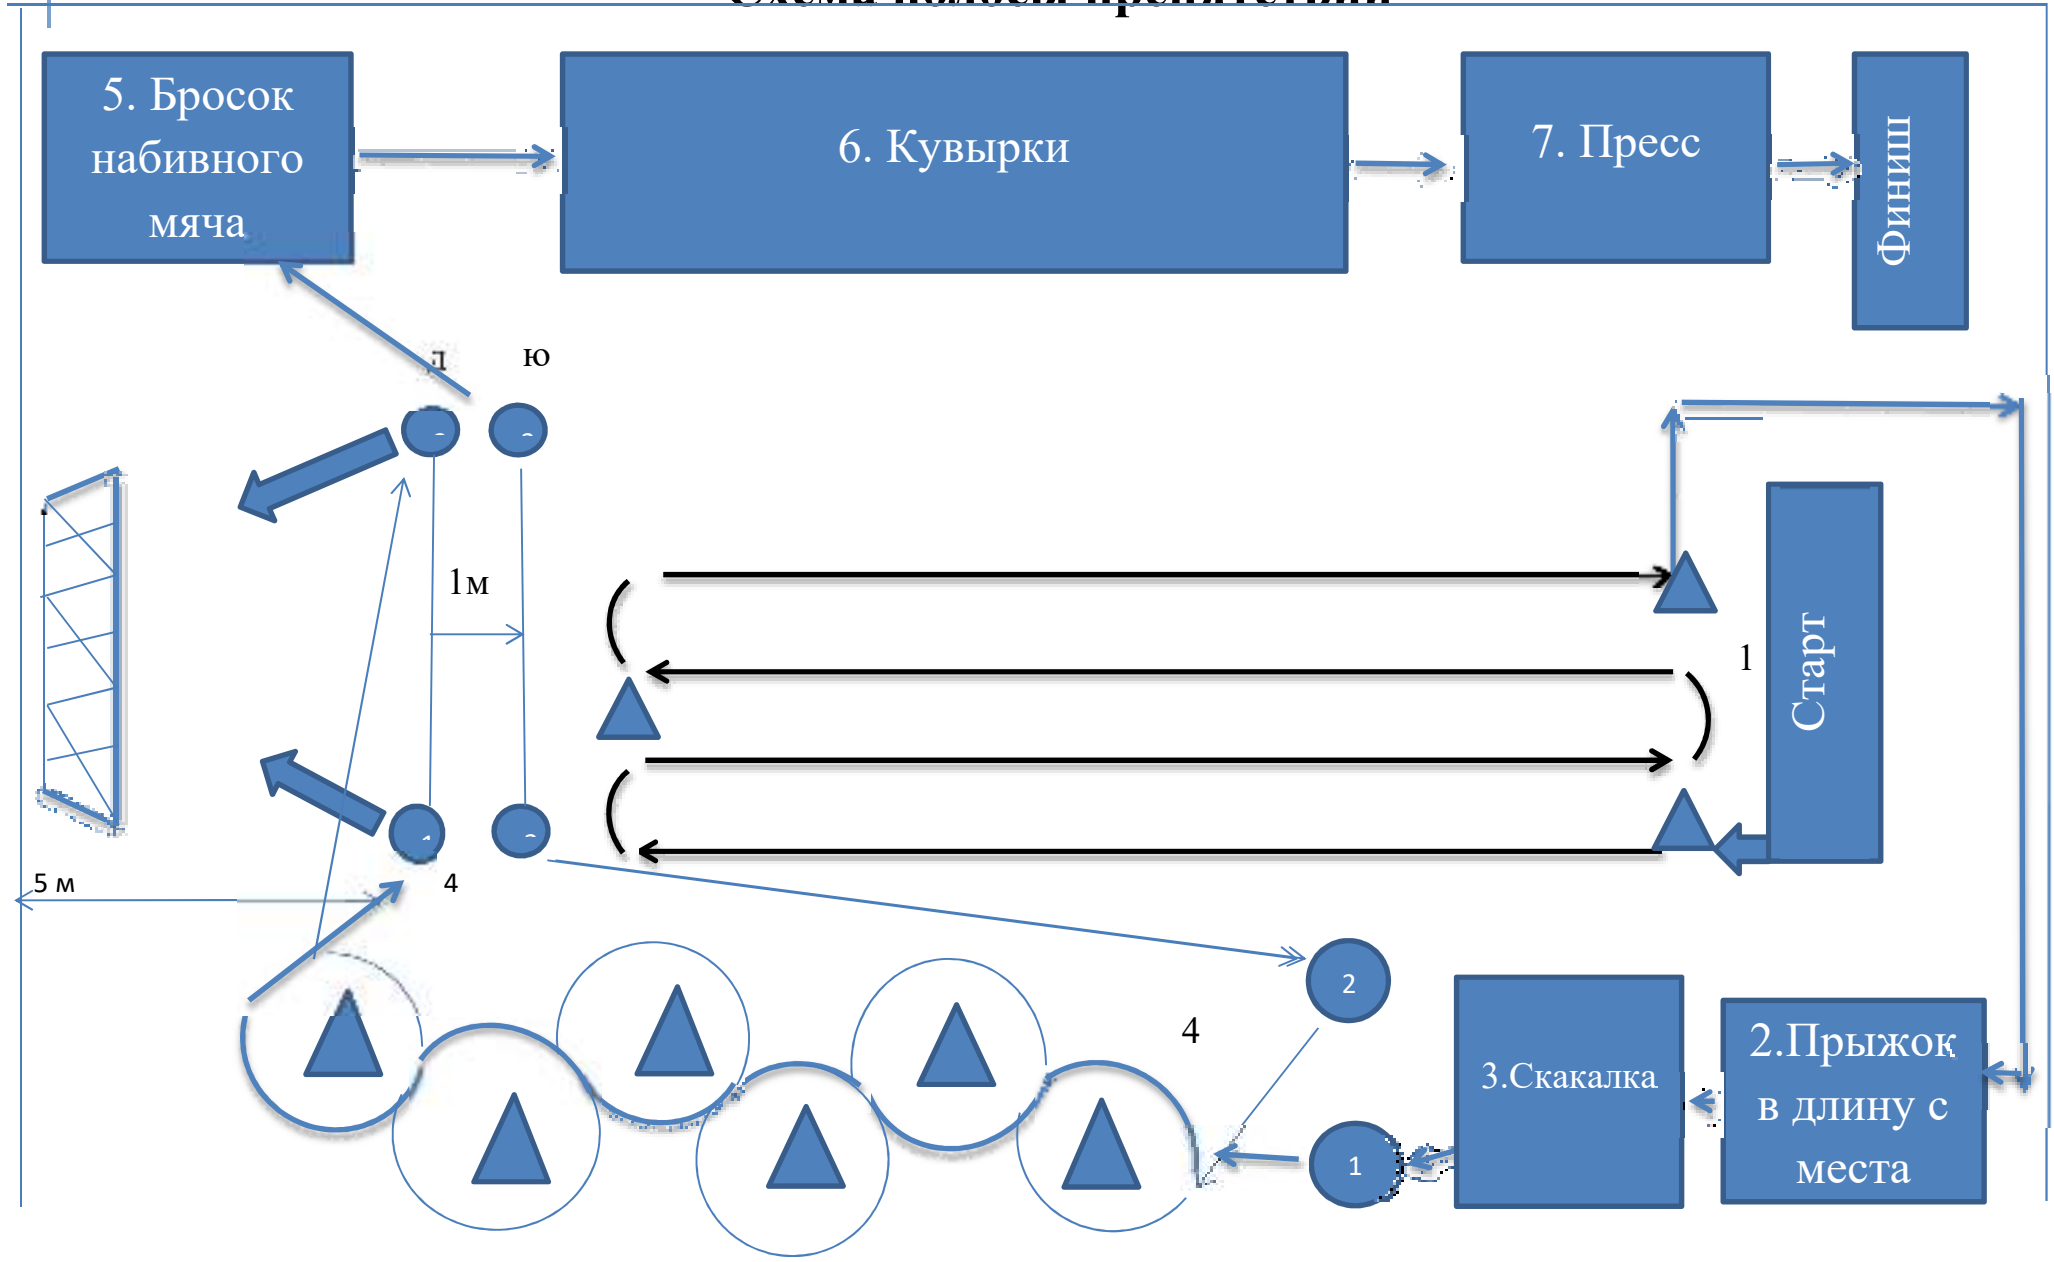 5. Бросок
набивного
мяча
6. Кувырки
7. Пресс
Финиш
д
ю
1м
1
Старт
5 м
4
2
4
1
3.Скакалка
2.Прыжок
в длину с
места